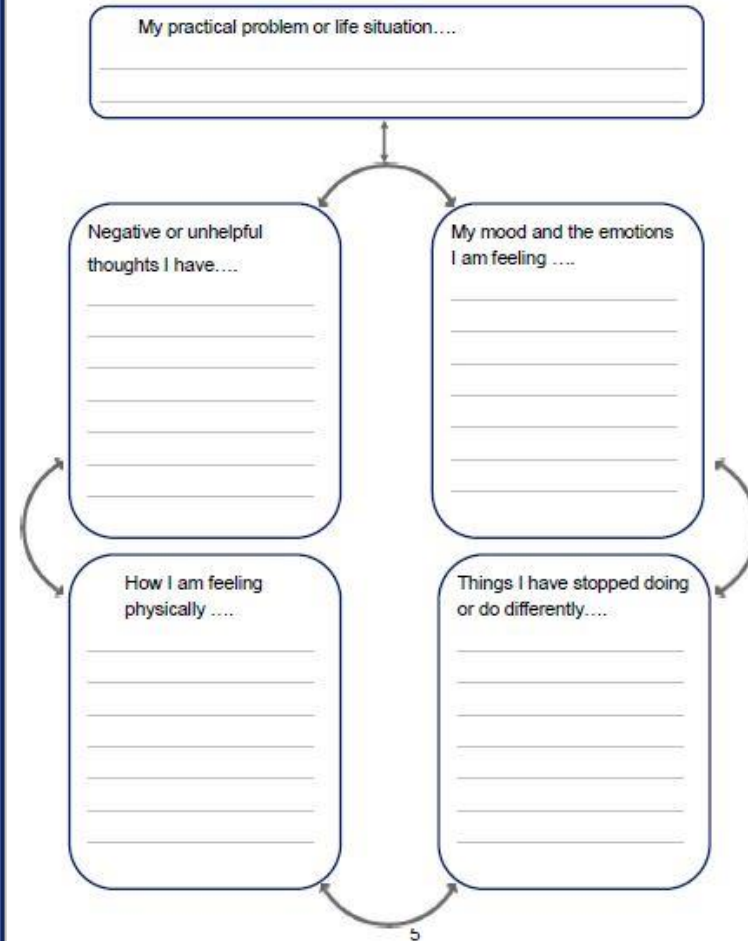 My practical problem or life situation….
Negative or unhelpful
thoughts I have….
My mood and the emotions
I am feeling ….
How I am feeling
physically ….
Things I have stopped doing
or do differently….
5